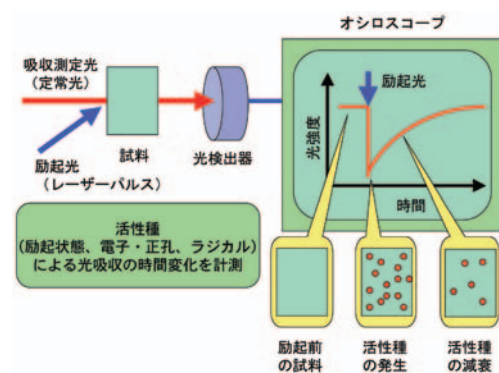 オシロスコープ
吸収測定光
(定常光)
励起光
(レーザーパルス)
試料
光検出器
励起光
光強度
時間
活性種
(励起状態、電子・正孔、ラジカル)
による光吸収の時間変化を計測
励起前
の試料
活性種
の発生
活性種
の減衰